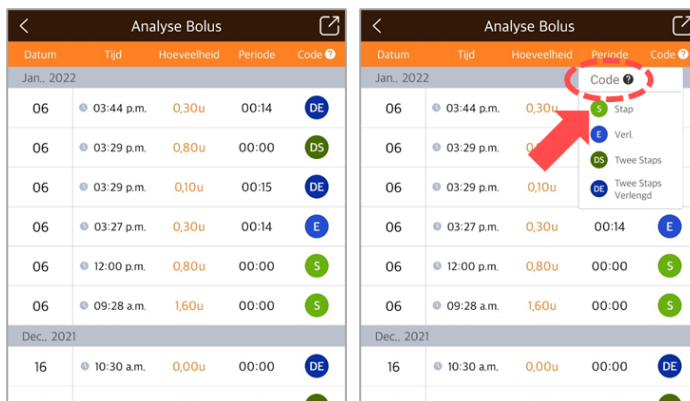 Analyse Bolus
Datum Tijd Hoeveelheid Periode Code ?
Jan., 2022
06 03:44 p.m. 0,30u 00:14 DE
06 03:29 p.m. 0,80u 00:00 DS
06 03:29 p.m. 0,10u 00:15 DE
06 03:27 p.m. 0,30u 00:14 E
06 12:00 p.m. 0,80u 00:00 S
06 09:28 a.m. 1,60u 00:00 S
Dec., 2021
16 10:30 a.m. 0,00u 00:00 DE
Analyse Bolus
Datum Tijd Hoeveelheid Periode Code ?
Jan., 2022
Code ?
S Stap
E Verl.
DS Twee Staps
DE Twee Staps
Verlengd
06 03:44 p.m. 0,30u
06 03:29 p.m.
06 03:29 p.m. 0,10u
06 03:27 p.m. 0,30u 00:14 E
06 12:00 p.m. 0,80u 00:00 S
06 09:28 a.m. 1,60u 00:00 S
Dec., 2021
16 10:30 a.m. 0,00u 00:00 DE